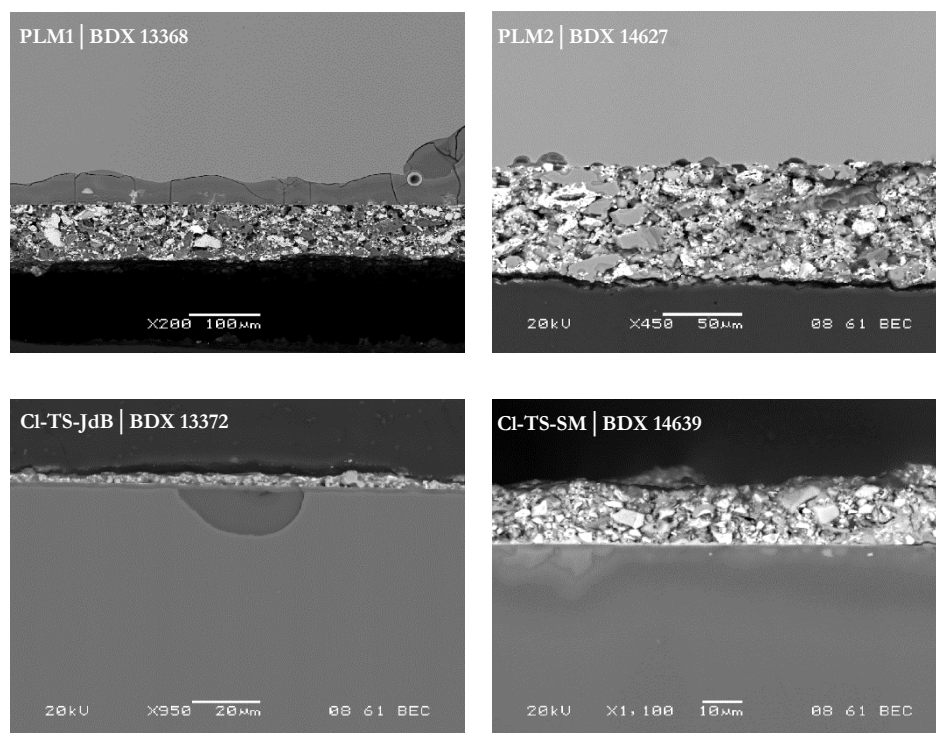 PLM1 | BDX 13368
X200 100µm
PLM2 | BDX 14627
20kU X450 50µm 08 61 BEC
Cl-TS-JdB | BDX 13372
20kU X950 20µm 08 61 BEC
Cl-TS-SM | BDX 14639
20kU X1,100 10µm 08 61 BEC